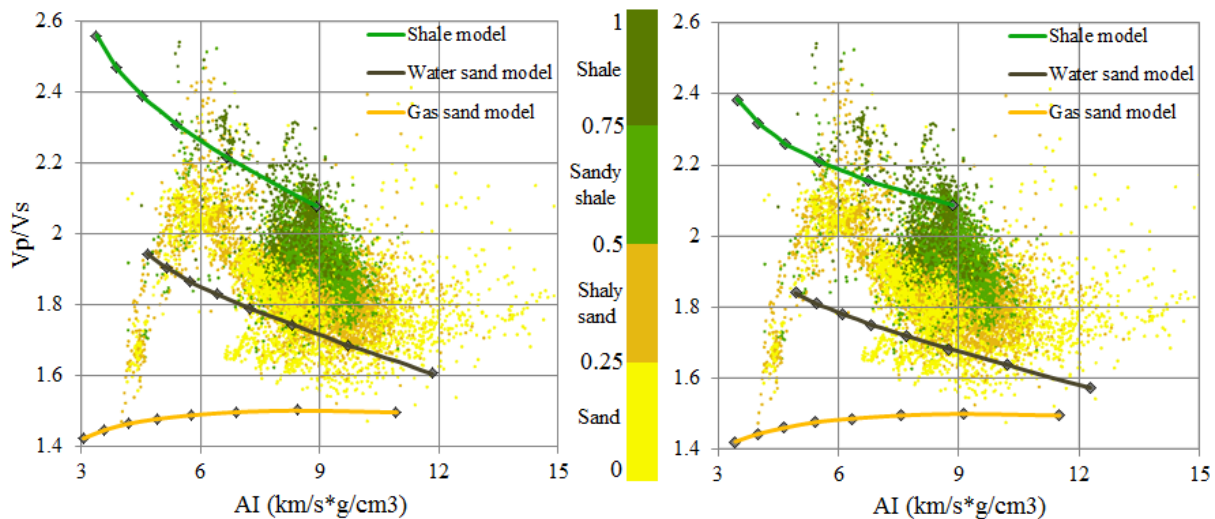 2.6
2.4
2.2
2
1.8
1.6
1.4
Vp/Vs
3
6
9
12
15
AI (km/s*g/cm3)
Shale model
Water sand model
Gas sand model
1
Shale
0.75
Sandy
shale
0.5
Shaly
sand
0.25
Sand
0
2.6
2.4
2.2
2
1.8
1.6
1.4
3
6
9
12
15
AI (km/s*g/cm3)
Shale model
Water sand model
Gas sand model